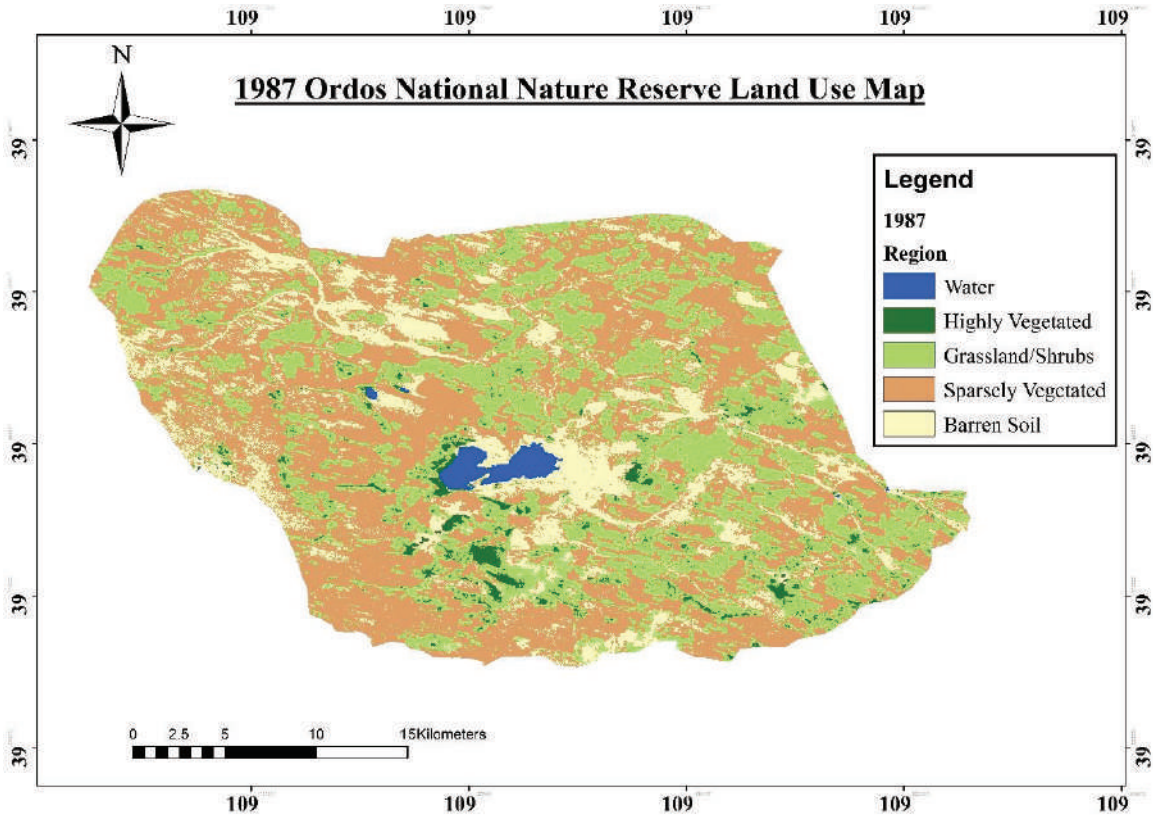 109 109 109 109 109
N
1987 Ordos National Nature Reserve Land Use Map
39 39
Legend
1987
Region
Water
Highly Vegetated
Grassland/Shrubs
Sparsely Vegetated
Barren Soil
39 39
39 39
39 39
0 2.5 5 10 15Kilometers
39 39
109 109 109 109 109